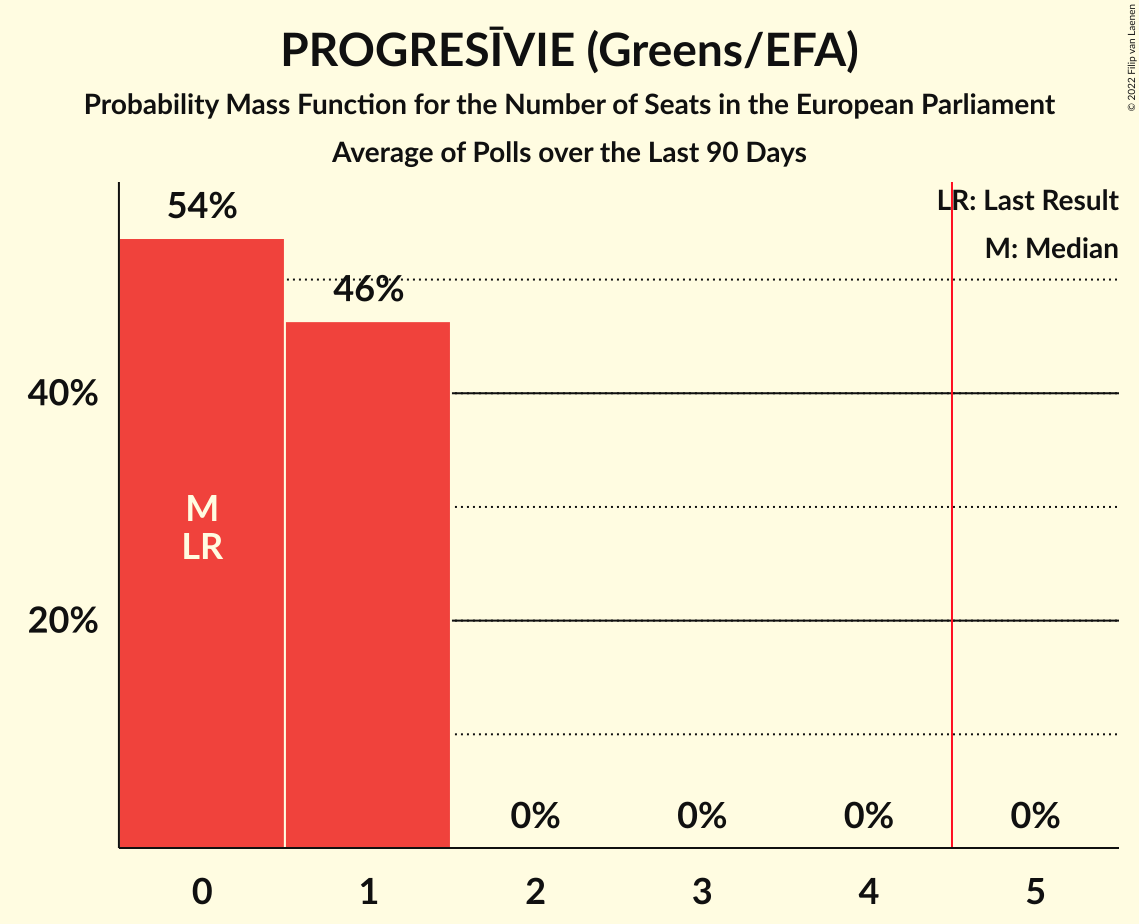 PROGRESĪVIE (Greens/EFA)
Probability Mass Function for the Number of Seats in the European Parliament
Average of Polls over the Last 90 Days
© 2022 Filip van Laenen
LR: Last Result
M: Median
54%
46%
40%
20%
M
LR
0% 0% 0% 0%
0 1 2 3 4 5